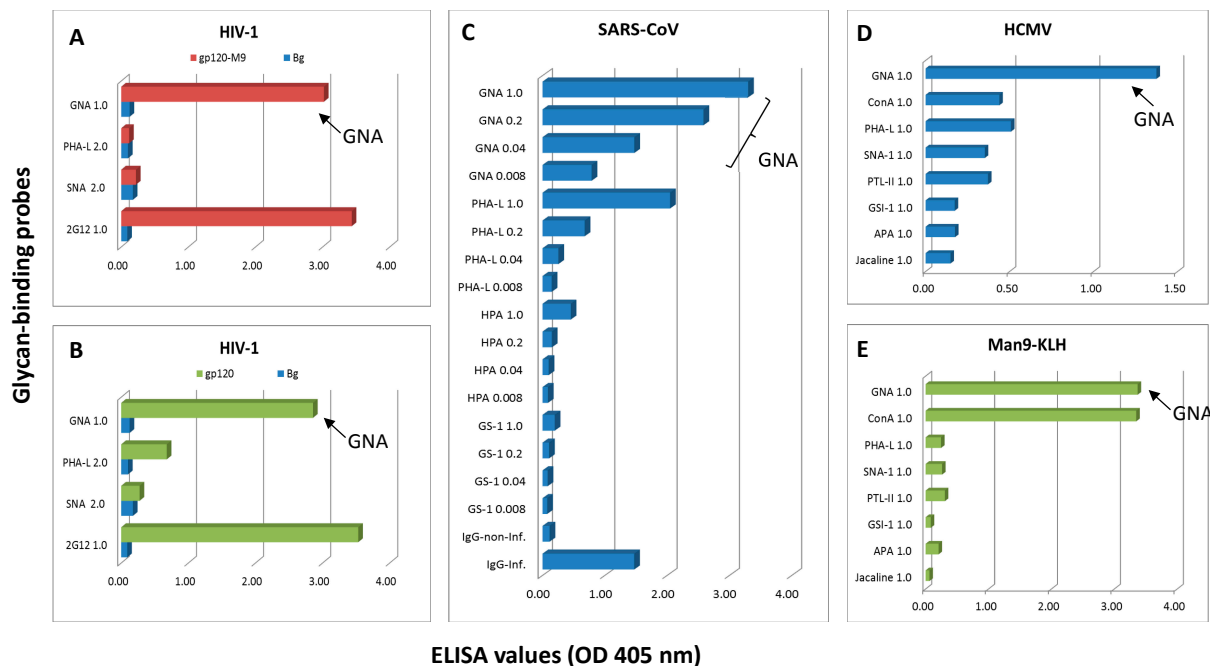 A
HIV-1
gp120-M9 Bg
GNA 1.0
PHA-L 2.0
SNA 2.0
2G12 1.0
GNA
0.00 1.00 2.00 3.00 4.00
B
HIV-1
gp120 Bg
GNA 1.0
PHA-L 2.0
SNA 2.0
2G12 1.0
GNA
0.00 1.00 2.00 3.00 4.00
C
SARS-CoV
GNA 1.0
GNA 0.2
GNA 0.04
GNA 0.008
PHA-L 1.0
PHA-L 0.2
PHA-L 0.04
PHA-L 0.008
HPA 1.0
HPA 0.2
HPA 0.04
HPA 0.008
GS-1 1.0
GS-1 0.2
GS-1 0.04
GS-1 0.008
IgG-non-Inf.
IgG-Inf.
GNA
0.00 1.00 2.00 3.00 4.00
D
HCMV
GNA 1.0
ConA 1.0
PHA-L 1.0
SNA-1 1.0
PTL-II 1.0
GSI-1 1.0
APA 1.0
Jacaline 1.0
GNA
0.00 0.50 1.00 1.50
E
Man9-KLH
GNA 1.0
ConA 1.0
PHA-L 1.0
SNA-1 1.0
PTL-II 1.0
GSI-1 1.0
APA 1.0
Jacaline 1.0
GNA
0.00 1.00 2.00 3.00 4.00
Glycan-binding probes
ELISA values (OD 405 nm)